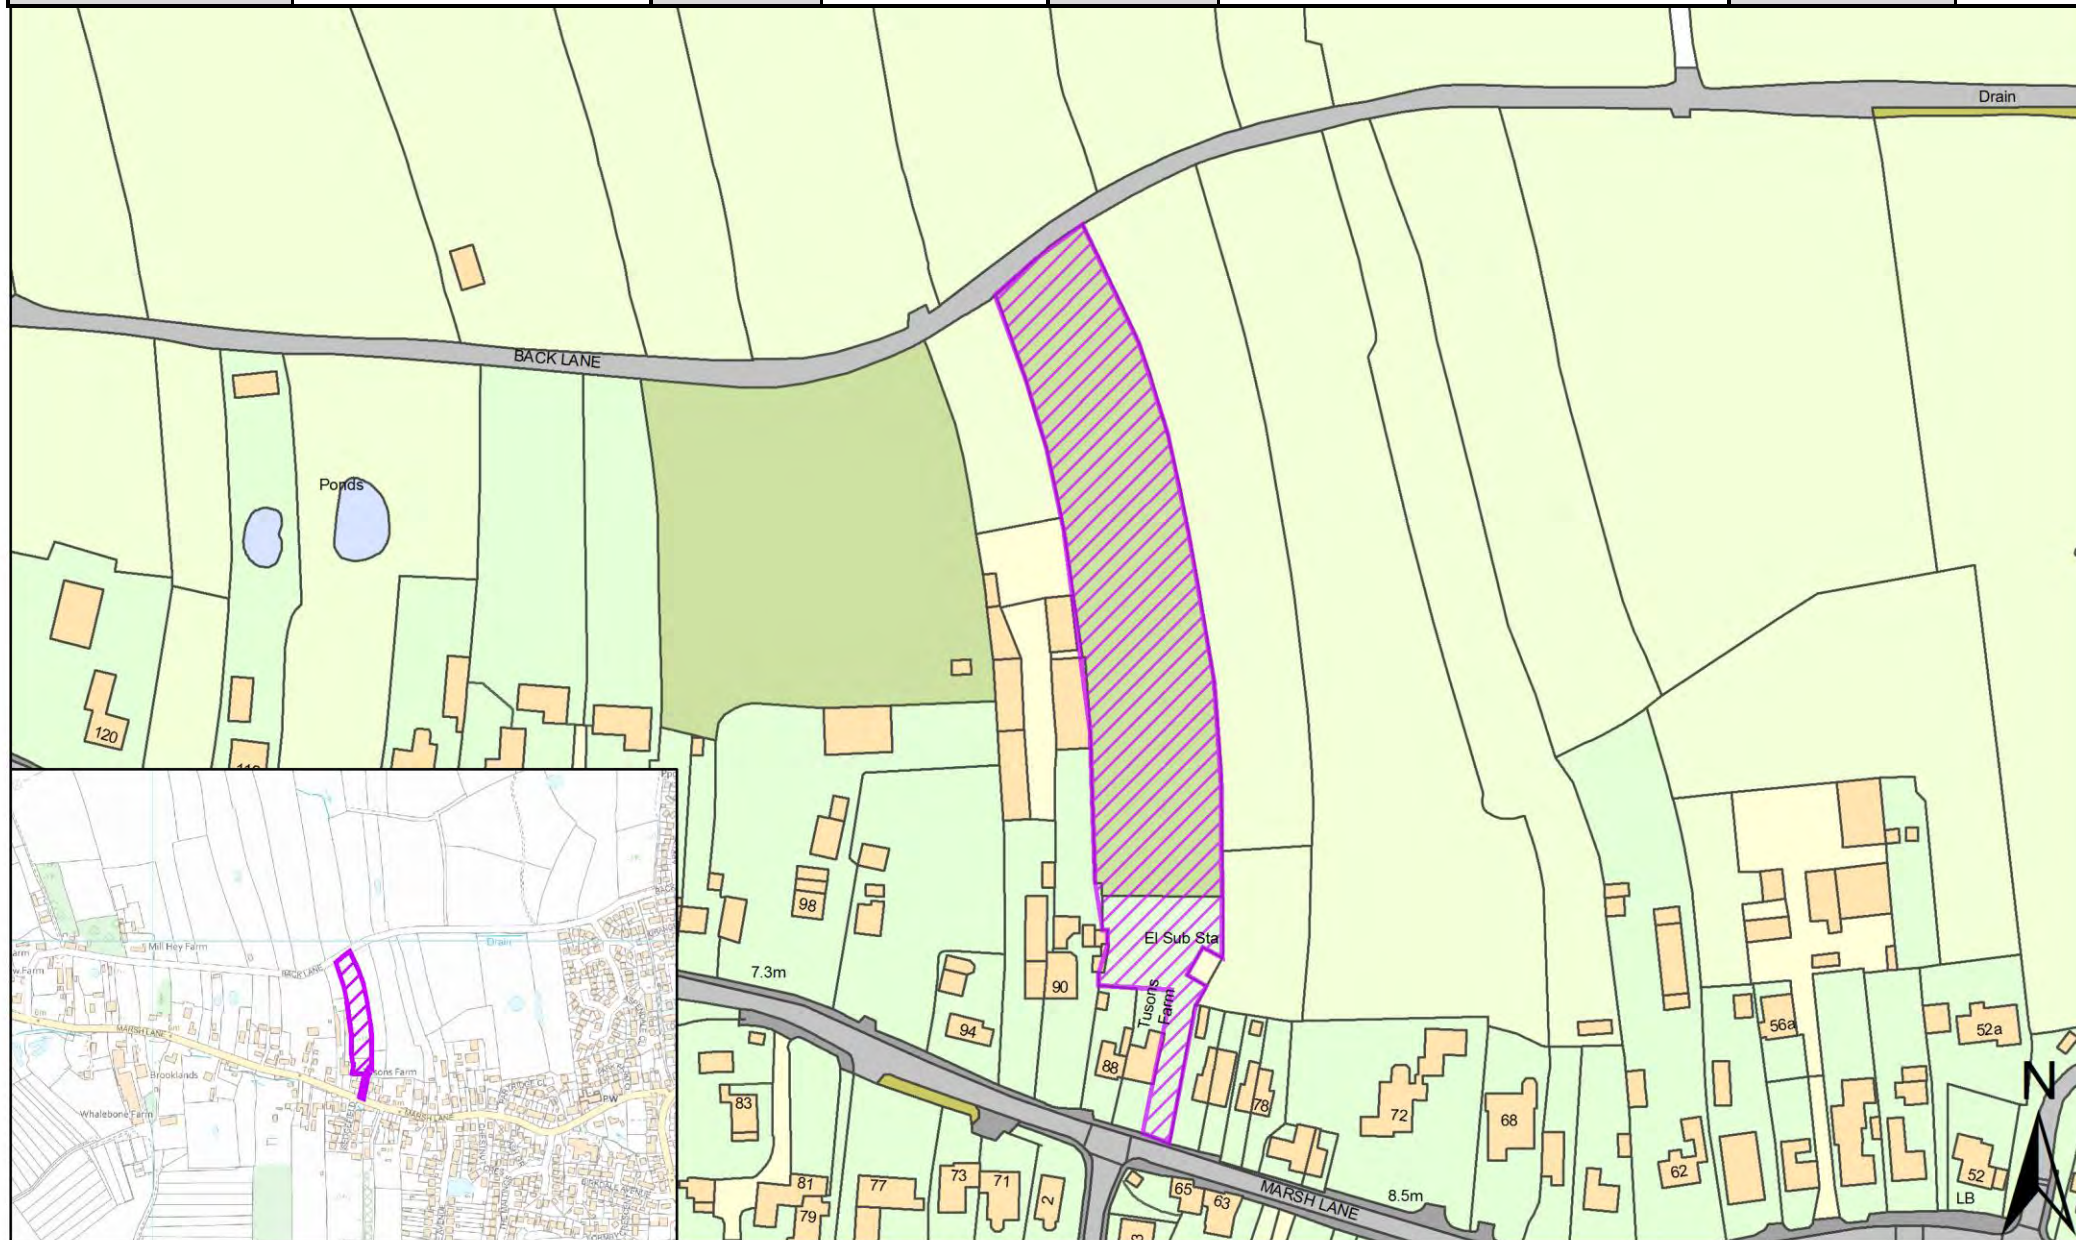 Drain
BACK LANE
Ponds
120
98
El Sub Sta
7.3m
90
Tusons
Farm
94
88
78
72
68
56a
52a
62
52
LB
83
81
79
77
73
71
2
65
63
MARSH LANE
8.5m
N
Mill Hey Farm
BACK LANE
Drain
MARSH LANE
Brooklands
Whalebone Farm
sons Farm
MARSH LANE
PW